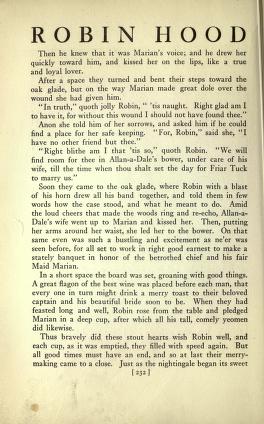 ROBIN HOOD
Then he knew that it was Marian's voice; and he drew her
quickly toward him, and kissed her on the lips, like a true
and loyal lover.
After a space they turned and bent their steps toward the
oak glade, but on the way Marian made great dole over the
wound she had given him.
"In truth," quoth jolly Robin, " 'tis naught. Right glad am I
to have it, for without this wound I should not have found thee."
Anon she told him of her sorrows, and asked him if he could
find a place for her safe keeping. "For, Robin," said she, "I
have no other friend but thee."
"Right blithe am I that 'tis so," quoth Robin. "We will
find room for thee in Allan-a-Dale's bower, under care of his
wife, till the time when thou shalt set the day for Friar Tuck
to marry us."
Soon they came to the oak glade, where Robin with a blast
of his horn drew all his band together, and told them in few
words how the case stood, and what he meant to do. Amid
the loud cheers that made the woods ring and re-echo, Allan-a-
Dale's wife went up to Marian and kissed her. Then, putting
her arms around her waist, she led her to the bower. On that
same even was such a bustling and excitement as ne'er was
seen before, for all set to work in right good earnest to make a
stately banquet in honor of the betrothed chief and his fair
Maid Marian.
In a short space the board was set, groaning with good things.
A great flagon of the best wine was placed before each man, that
every one in turn might drink a merry toast to their beloved
captain and his beautiful bride soon to be. When they had
feasted long and well, Robin rose from the table and pledged
Marian in a deep cup, after which all his tall, comely yeomen
did likewise.
Thus bravely did these stout hearts wish Robin well, and
each cup, as it was emptied, they filled with speed again. But
all good times must have an end, and so at last their merry-
making came to a close. Just as the nightingale began its sweet
[252]